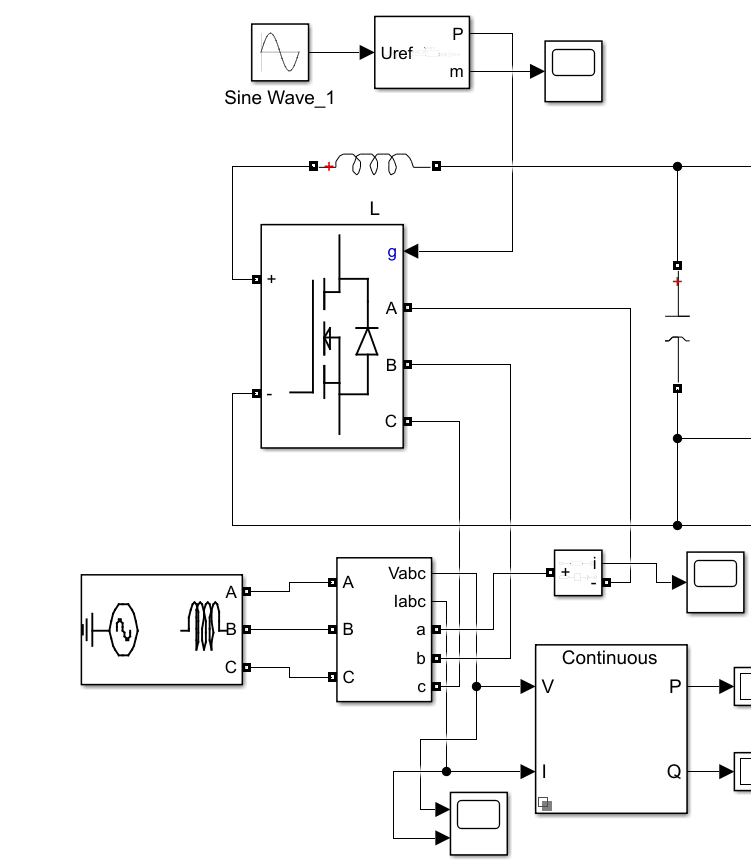 P
Uref
m
Sine Wave_1
+
L
g
+
+
A
B
-
C
Vabc
i
+
-
A
A
Iabc
B
B
a
b
C
C
c
Continuous
V
P
I
Q